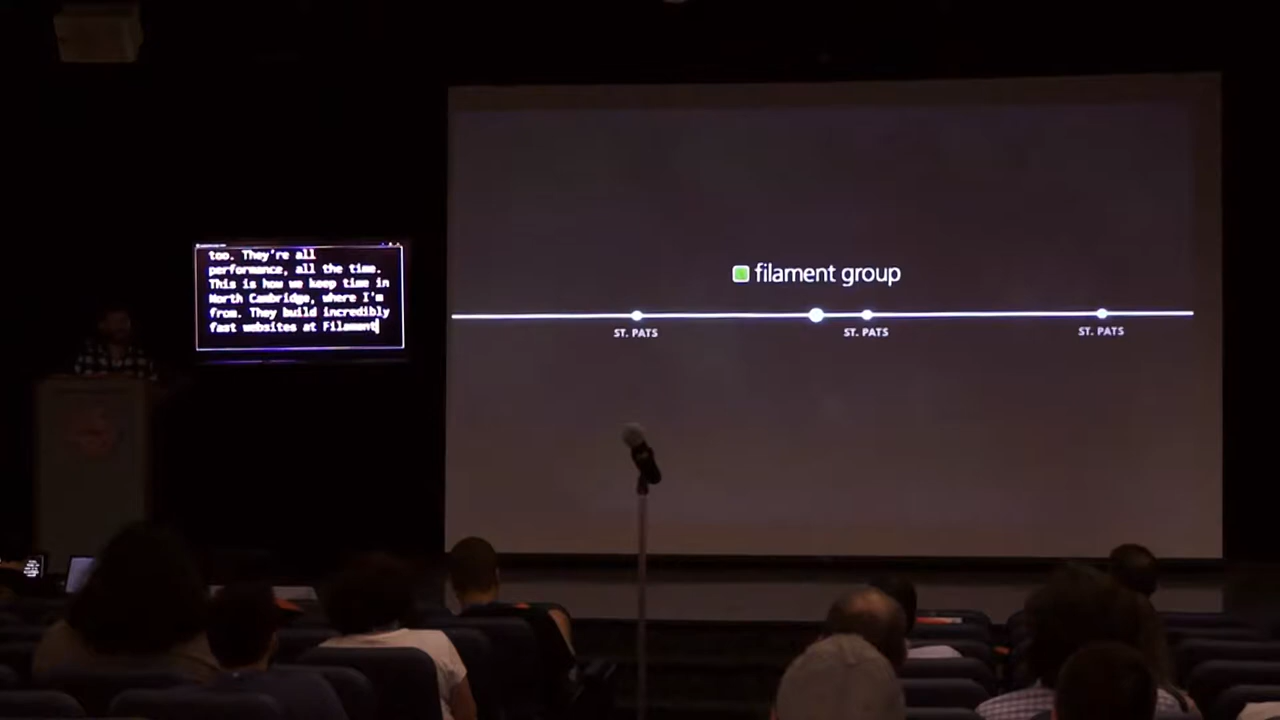 too. They're all
performance, all the time.
This is how we keep time in
North Cambridge, where I'm
from. They build incredibly
fast websites at Filament
filament group
ST. PATS
ST. PATS
ST. PATS